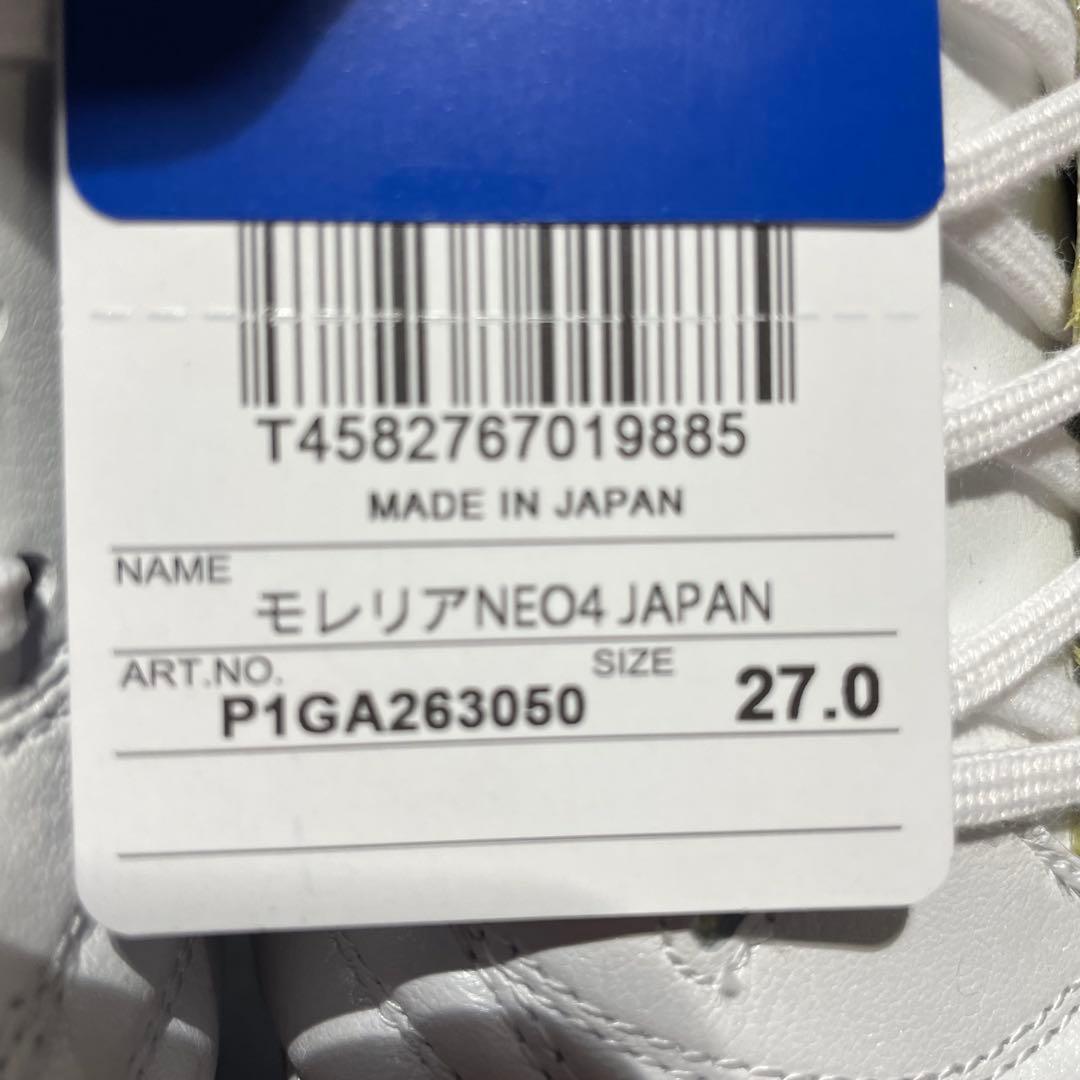 T4582767019885
MADE IN JAPAN
NAME
モレリアNEO4 JAPAN
ART.NO. SIZE
P1GA263050 27.0